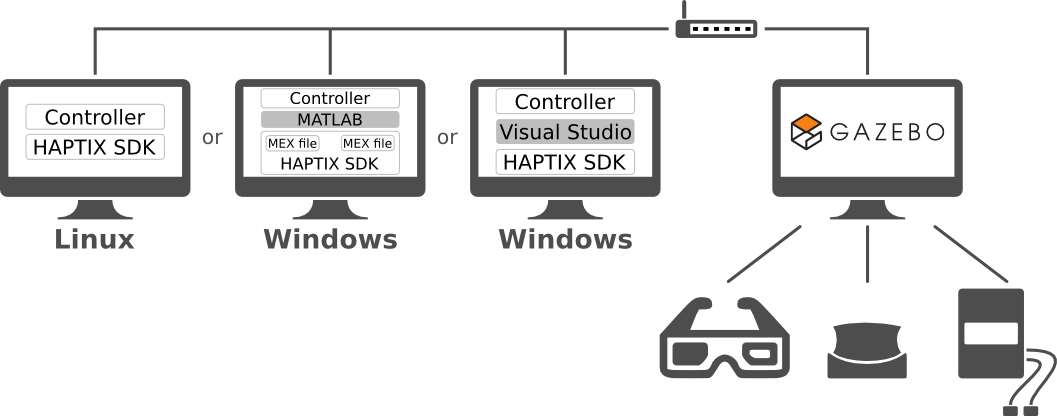 Controller
HAPTIX SDK
Linux
or
Controller
MATLAB
MEX file MEX file
HAPTIX SDK
Windows
or
Controller
Visual Studio
HAPTIX SDK
Windows
GAZEBO